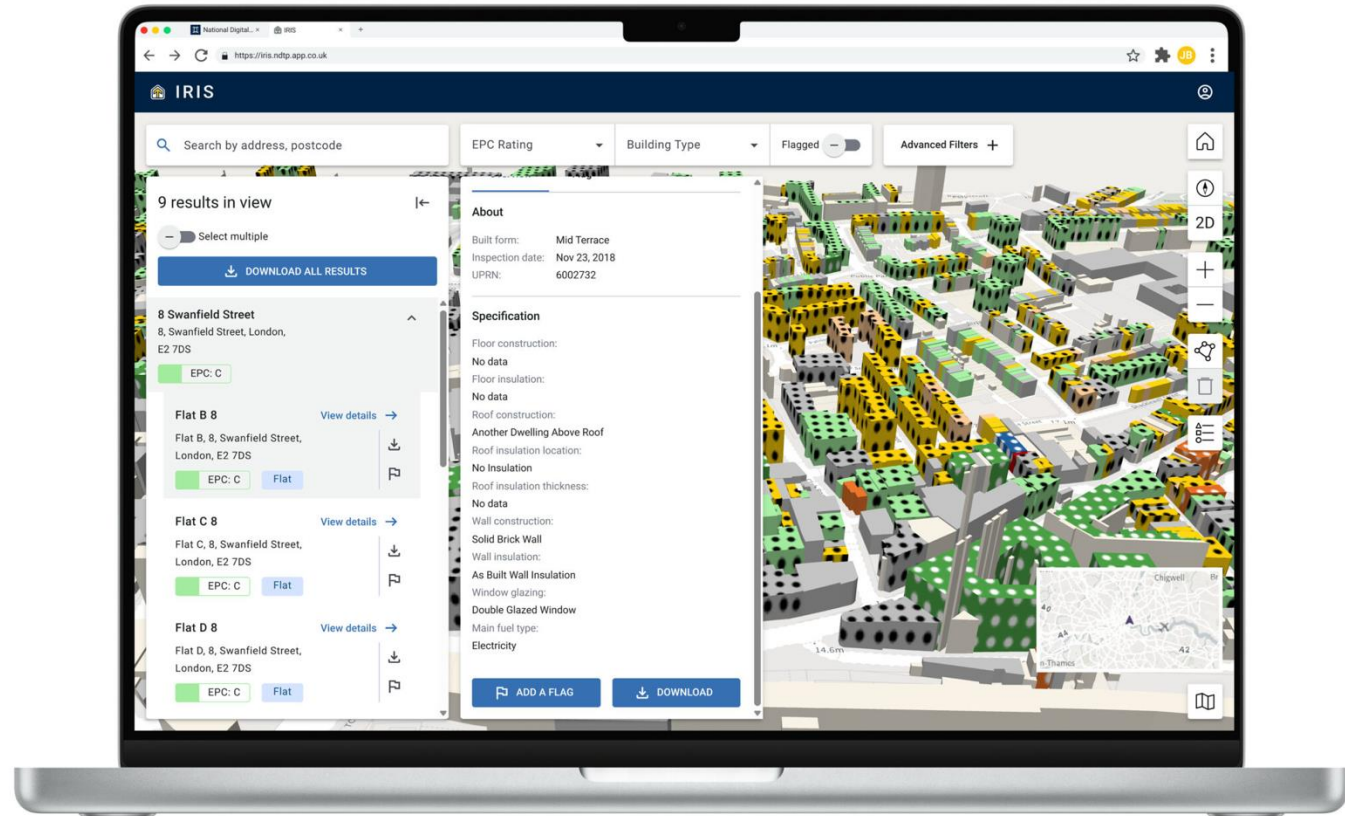 National Digital...
IRIS
https://iris.ndtp.app.co.uk
JB
IRIS
Search by address, postcode
EPC Rating
Building Type
Flagged
Advanced Filters
9 results in view
Select multiple
DOWNLOAD ALL RESULTS
8 Swanfield Street
8, Swanfield Street, London,
E2 7DS
EPC: C
Flat B 8
View details
Flat B, 8, Swanfield Street,
London, E2 7DS
EPC: C
Flat
Flat C 8
View details
Flat C, 8, Swanfield Street,
London, E2 7DS
EPC: C
Flat
Flat D 8
View details
Flat D, 8, Swanfield Street,
London, E2 7DS
EPC: C
Flat
About
Built form: Mid Terrace
Inspection date: Nov 23, 2018
UPRN: 6002732
Specification
Floor construction:
No data
Floor insulation:
No data
Roof construction:
Another Dwelling Above Roof
Roof insulation location:
No Insulation
Roof insulation thickness:
No data
Wall construction:
Solid Brick Wall
Wall insulation:
As Built Wall Insulation
Window glazing:
Double Glazed Window
Main fuel type:
Electricity
ADD A FLAG
DOWNLOAD
2D
14.6m
Chigwell
Br
42
n-Thames